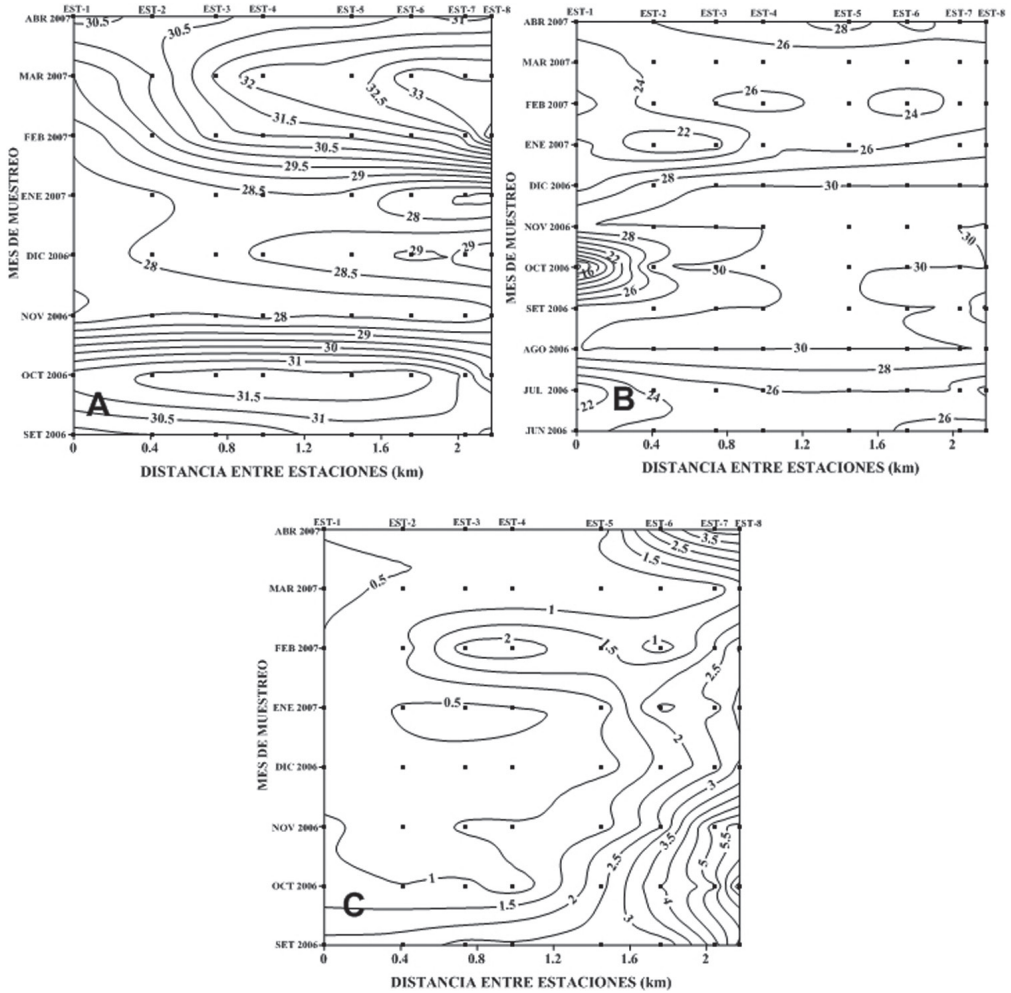 EST-1 EST-2 EST-3 EST-4 EST-5 EST-6 EST-7 EST-8
ABR 2007
MAR 2007
FEB 2007
ENE 2007
DIC 2006
NOV 2006
OCT 2006
SET 2006
MES DE MUESTREO
30.5
30.5
31
32
32.5
33
31.5
30.5
29.5
29
28.5
28
29
29
28
28.5
28
29
30
31
31.5
31
30.5
A
0 0.4 0.8 1.2 1.6 2
DISTANCIA ENTRE ESTACIONES (km)
EST-1 EST-2 EST-3 EST-4 EST-5 EST-6 EST-7 EST-8
ABR 2007
MAR 2007
FEB 2007
ENE 2007
DIC 2006
NOV 2006
OCT 2006
SET 2006
AGO 2006
JUL 2006
JUN 2006
MES DE MUESTREO
28
26
24
26
24
22
26
28
30
28
30
22
16
30
30
26
30
28
26
24
22
26
B
0 0.4 0.8 1.2 1.6 2
DISTANCIA ENTRE ESTACIONES (km)
EST-1 EST-2 EST-3 EST-4 EST-5 EST-6 EST-7 EST-8
ABR 2007
MAR 2007
FEB 2007
ENE 2007
DIC 2006
NOV 2006
OCT 2006
SET 2006
MES DE MUESTREO
3.5
2.5
1.5
0.5
1
2
1.5
1
2.5
0.5
2
3
3.5
5.5
5
2.5
1
4
1.5
2
3
C
0 0.4 0.8 1.2 1.6 2
DISTANCIA ENTRE ESTACIONES (km)